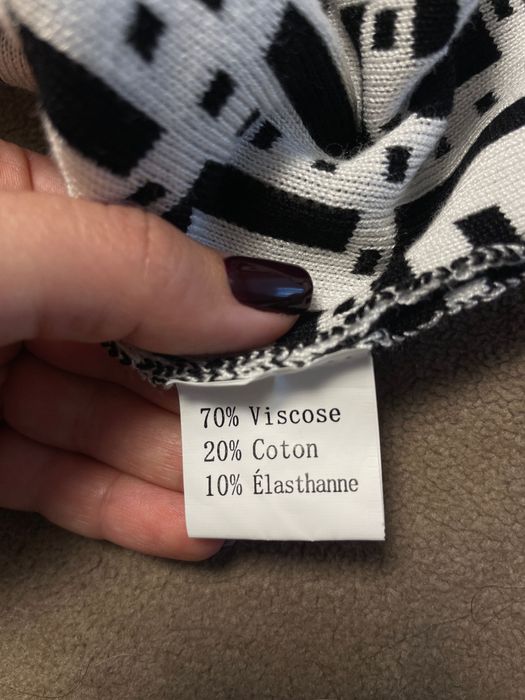 70% Viscose
20% Coton
10% Élasthanne